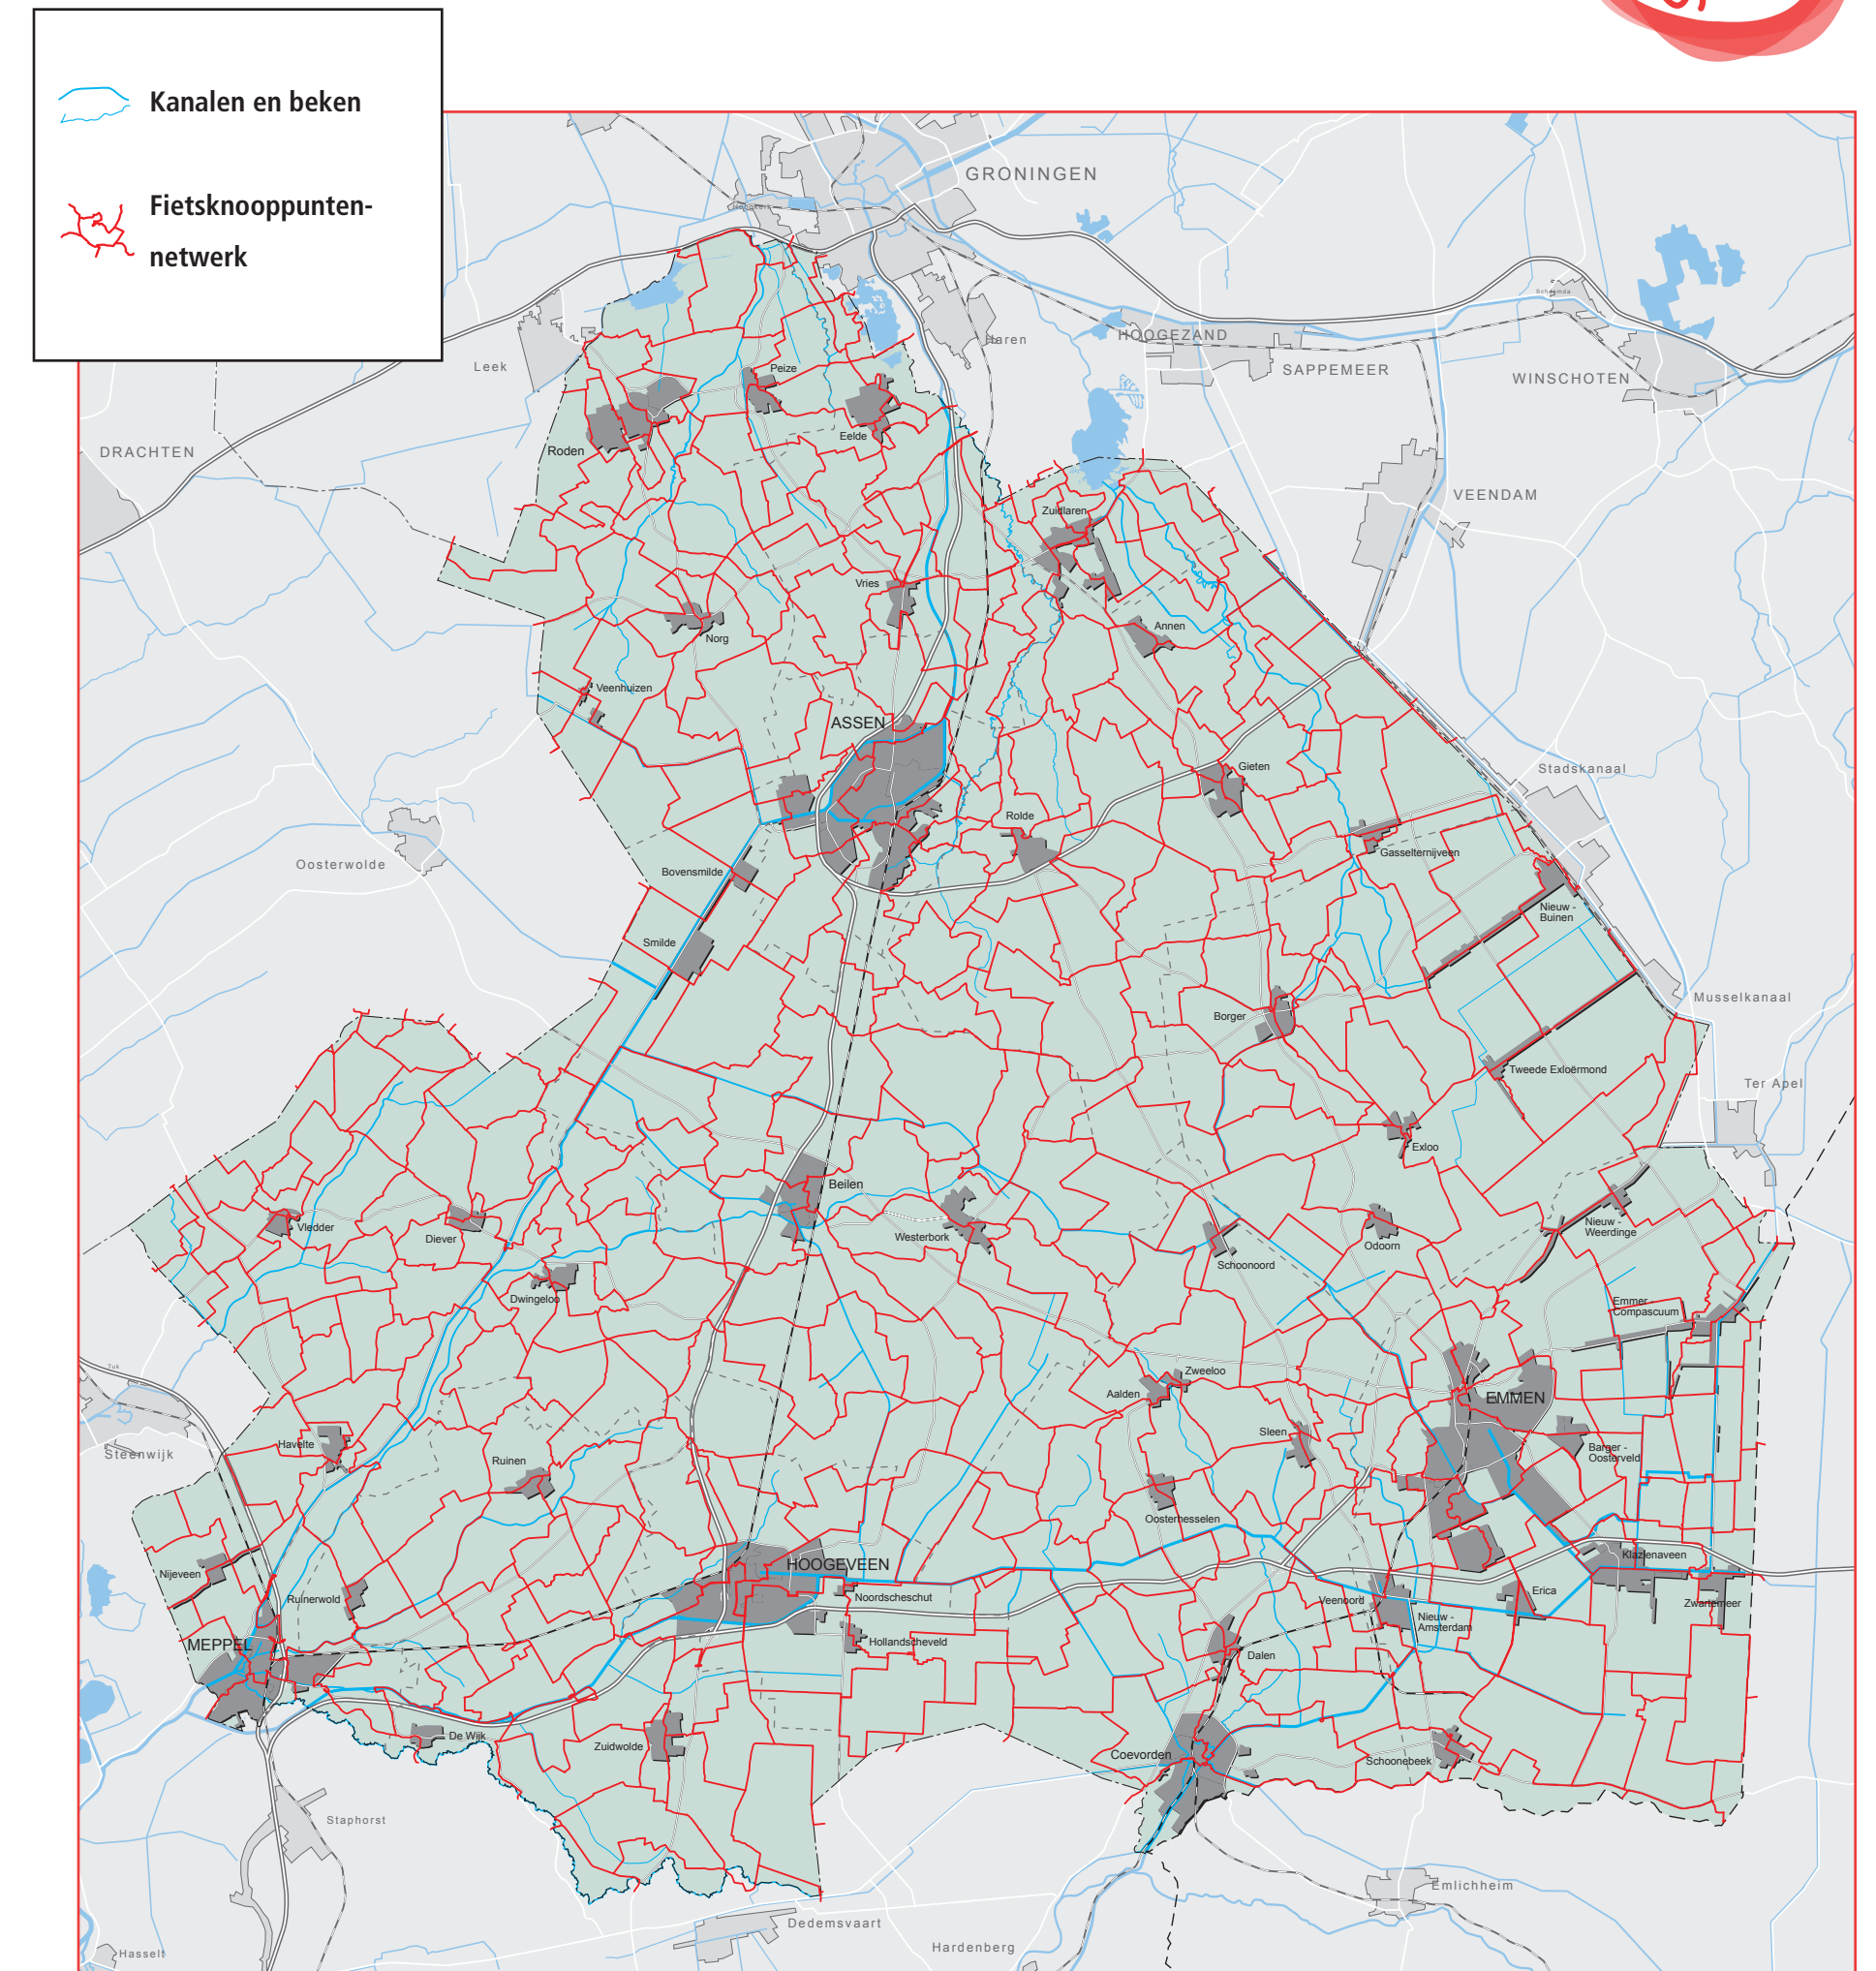 Kanalen en beken
Fietsknooppunten-
netwerk
GRONINGEN
Hoogkerk
Leek
Haren
HOOGEZAND
SAPPEMEER
Scheemda
WINSCHOTEN
DRACHTEN
Peize
Eelde
Roden
VEENDAM
Zuidlaren
Vries
Norg
Annen
Veenhuizen
ASSEN
Gieten
Stadskanaal
Rolde
Oosterwolde
Bovensmilde
Gasselternijveen
Smilde
Nieuw -
Buinen
Musselkanaal
Borger
Tweede Exloërmond
Ter Apel
Exloo
Beilen
Vledder
Diever
Westerbork
Odoorn
Nieuw -
Weerdinge
Schoonoord
Dwingeloo
Emmer -
Compascuum
Tuk
Zweeloo
Aalden
EMMEN
Steenwijk
Havelte
Ruinen
Sleen
Barger -
Oosterveld
Oosterhesselen
HOOGEVEEN
Klazienaveen
Nijeveen
Ruinerwold
Noordscheschut
Veenoord
Erica
Zwartemeer
Nieuw -
Amsterdam
MEPPEL
Hollandscheveld
Dalen
De Wijk
Zuidwolde
Coevorden
Schoonebeek
Staphorst
Emlichheim
Dedemsvaart
Hardenberg
Hasselt